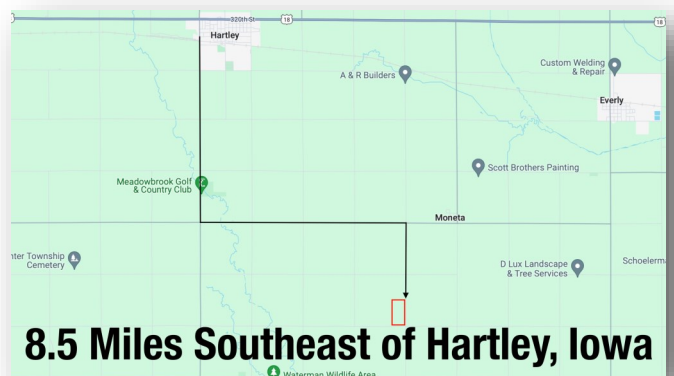 320th St
18
18
Hartley
A & R Builders
Custom Welding
& Repair
Everly
Scott Brothers Painting
Meadowbrook Golf
& Country Club
Moneta
nter Township
Cemetery
D Lux Landscape
& Tree Services
Schoelerm
8.5 Miles Southeast of Hartley, Iowa
Waterman Wildlife Area